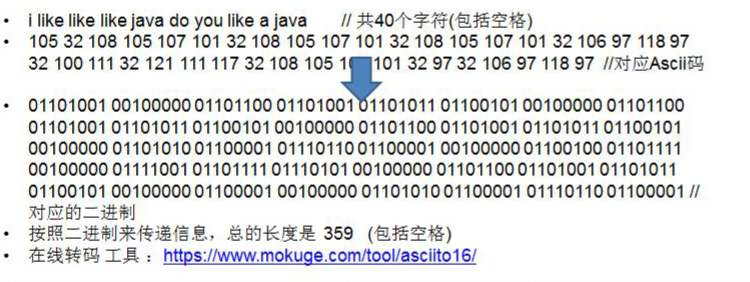 • i like like like java do you like a java // 共40个字符(包括空格)
• 105 32 108 105 107 101 32 108 105 107 101 32 108 105 107 101 32 106 97 118 97
32 100 111 32 121 111 117 32 108 105 101 32 97 32 106 97 118 97 //对应Ascii码
• 01101001 00100000 01101100 01101001 01101011 01100101 00100000 01101100
01101001 01101011 01100101 00100000 01101100 01101001 01101011 01100101
00100000 01101010 01100001 01110110 01100001 00100000 01100100 01101111
00100000 01111001 01101111 01110101 00100000 01101100 01101001 01101011
01100101 00100000 01100001 00100000 01101010 01100001 01110110 01100001 //
对应的二进制
• 按照二进制来传递信息，总的长度是 359 (包括空格)
• 在线转码 工具 ： https://www.mokuge.com/tool/asciito16/